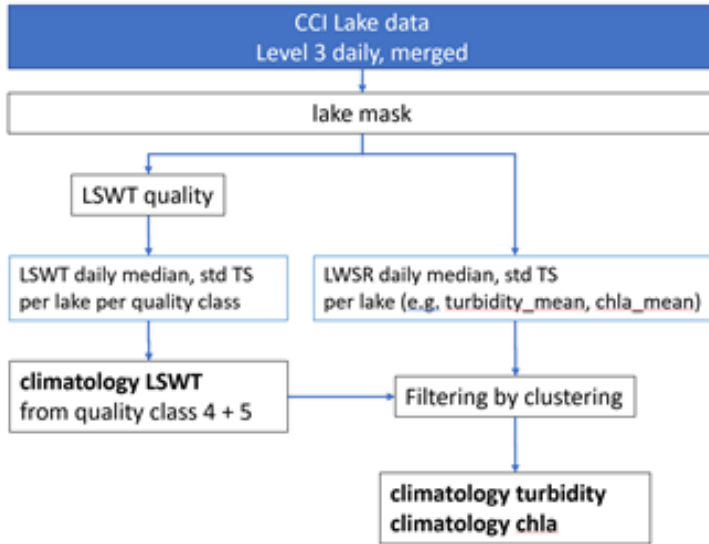 CCI Lake data
Level 3 daily, merged
lake mask
LSWT quality
LSWT daily median, std TS
per lake per quality class
LWSR daily median, std TS
per lake (e.g. turbidity_mean, chla_mean)
climatology LSWT
from quality class 4 + 5
Filtering by clustering
climatology turbidity
climatology chla